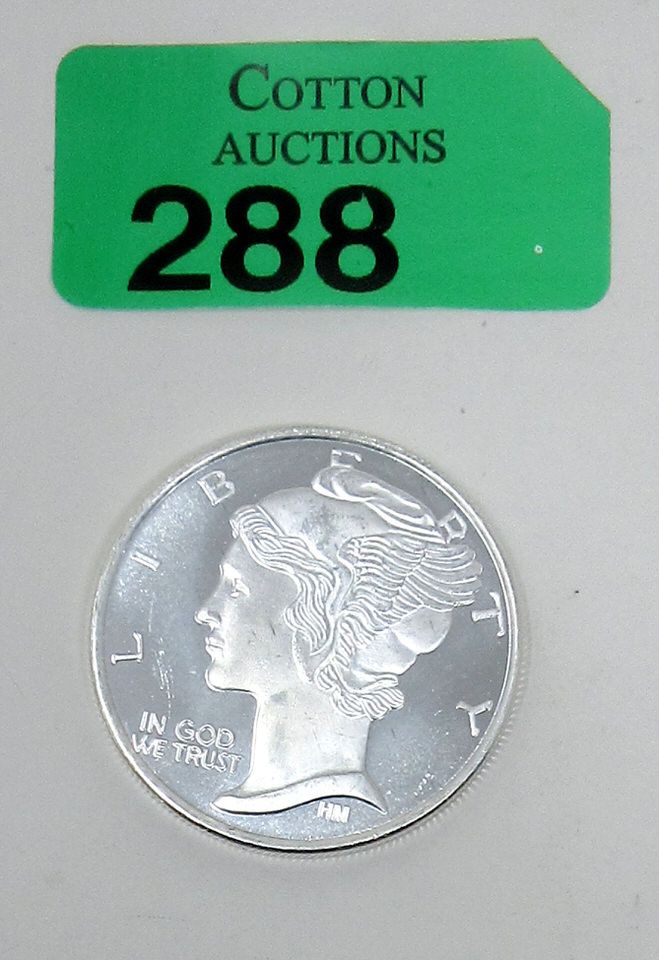 COTTON
AUCTIONS
288
LIBERTY
IN GOD
WE TRUST
HM